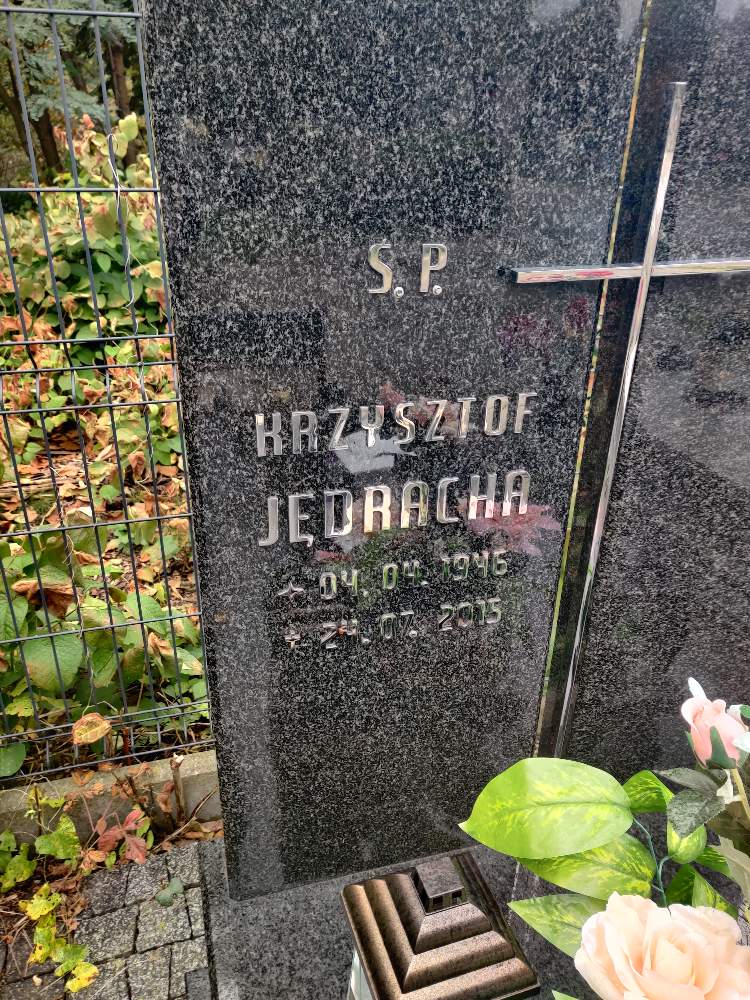 S.P.
KRZYSZTOF
JĘDRACHA
04.04.1946
24.07.2015